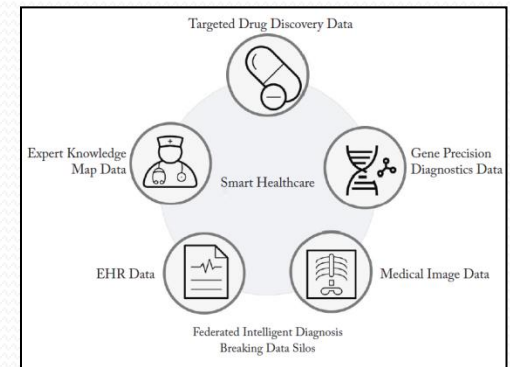 Targeted Drug Discovery Data
Expert Knowledge
Map Data
Smart Healthcare
Gene Precision
Diagnostics Data
EHR Data
Medical Image Data
Federated Intelligent Diagnosis
Breaking Data Silos